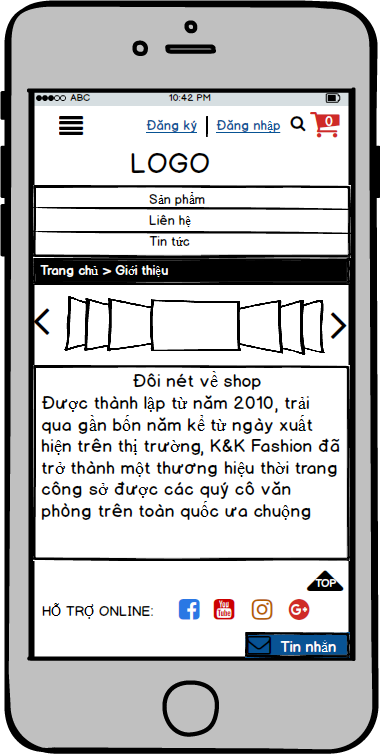 ABC 10:42 PM
Đăng ký Đăng nhập 0
LOGO
Sản phẩm
Liên hệ
Tin tức
Trang chủ > Giới thiệu
Đôi nét về shop
Được thành lập từ năm 2010, trải
qua gần bốn năm kể từ ngày xuất
hiện trên thị trường, K&K Fashion đã
trở thành một thương hiệu thời trang
công sở được các quý cô văn
phòng trên toàn quốc ưa chuộng
TOP
HỖ TRỢ ONLINE: f You Tube G+
Tin nhắn